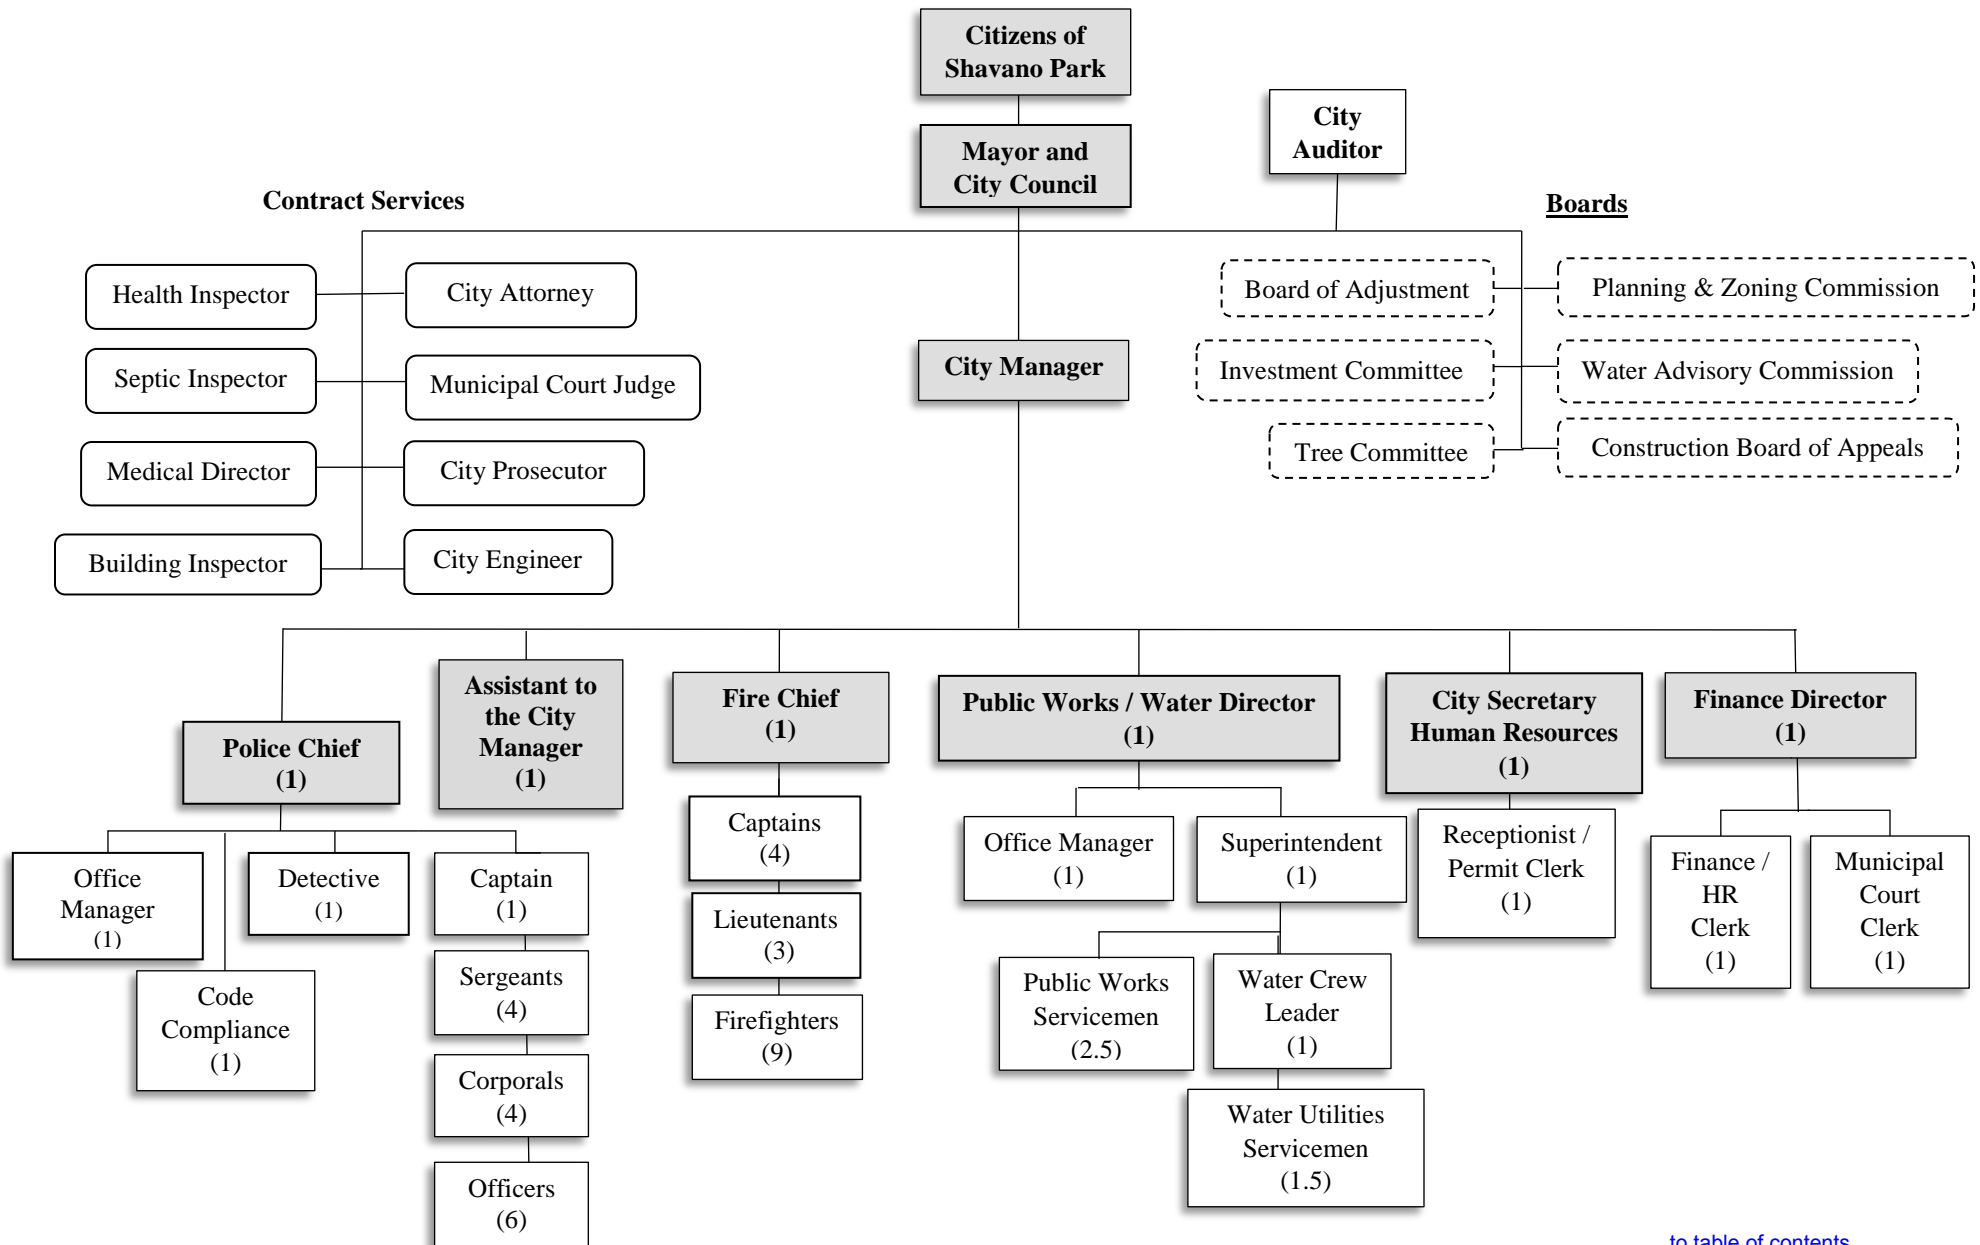 Citizens of
Shavano Park
Mayor and
City Council
City
Auditor
Contract Services
Boards
Health Inspector
City Attorney
Septic Inspector
Municipal Court Judge
Medical Director
City Prosecutor
Building Inspector
City Engineer
Board of Adjustment
Planning & Zoning Commission
Investment Committee
Water Advisory Commission
Tree Committee
Construction Board of Appeals
City Manager
Police Chief
(1)
Assistant to
the City
Manager
(1)
Fire Chief
(1)
Public Works / Water Director
(1)
City Secretary
Human Resources
(1)
Finance Director
(1)
Office
Manager
(1)
Code
Compliance
(1)
Detective
(1)
Captain
(1)
Sergeants
(4)
Corporals
(4)
Officers
(6)
Captains
(4)
Lieutenants
(3)
Firefighters
(9)
Office Manager
(1)
Superintendent
(1)
Public Works
Servicemen
(2.5)
Water Crew
Leader
(1)
Water Utilities
Servicemen
(1.5)
Receptionist /
Permit Clerk
(1)
Finance /
HR
Clerk
(1)
Municipal
Court
Clerk
(1)
to table of contents